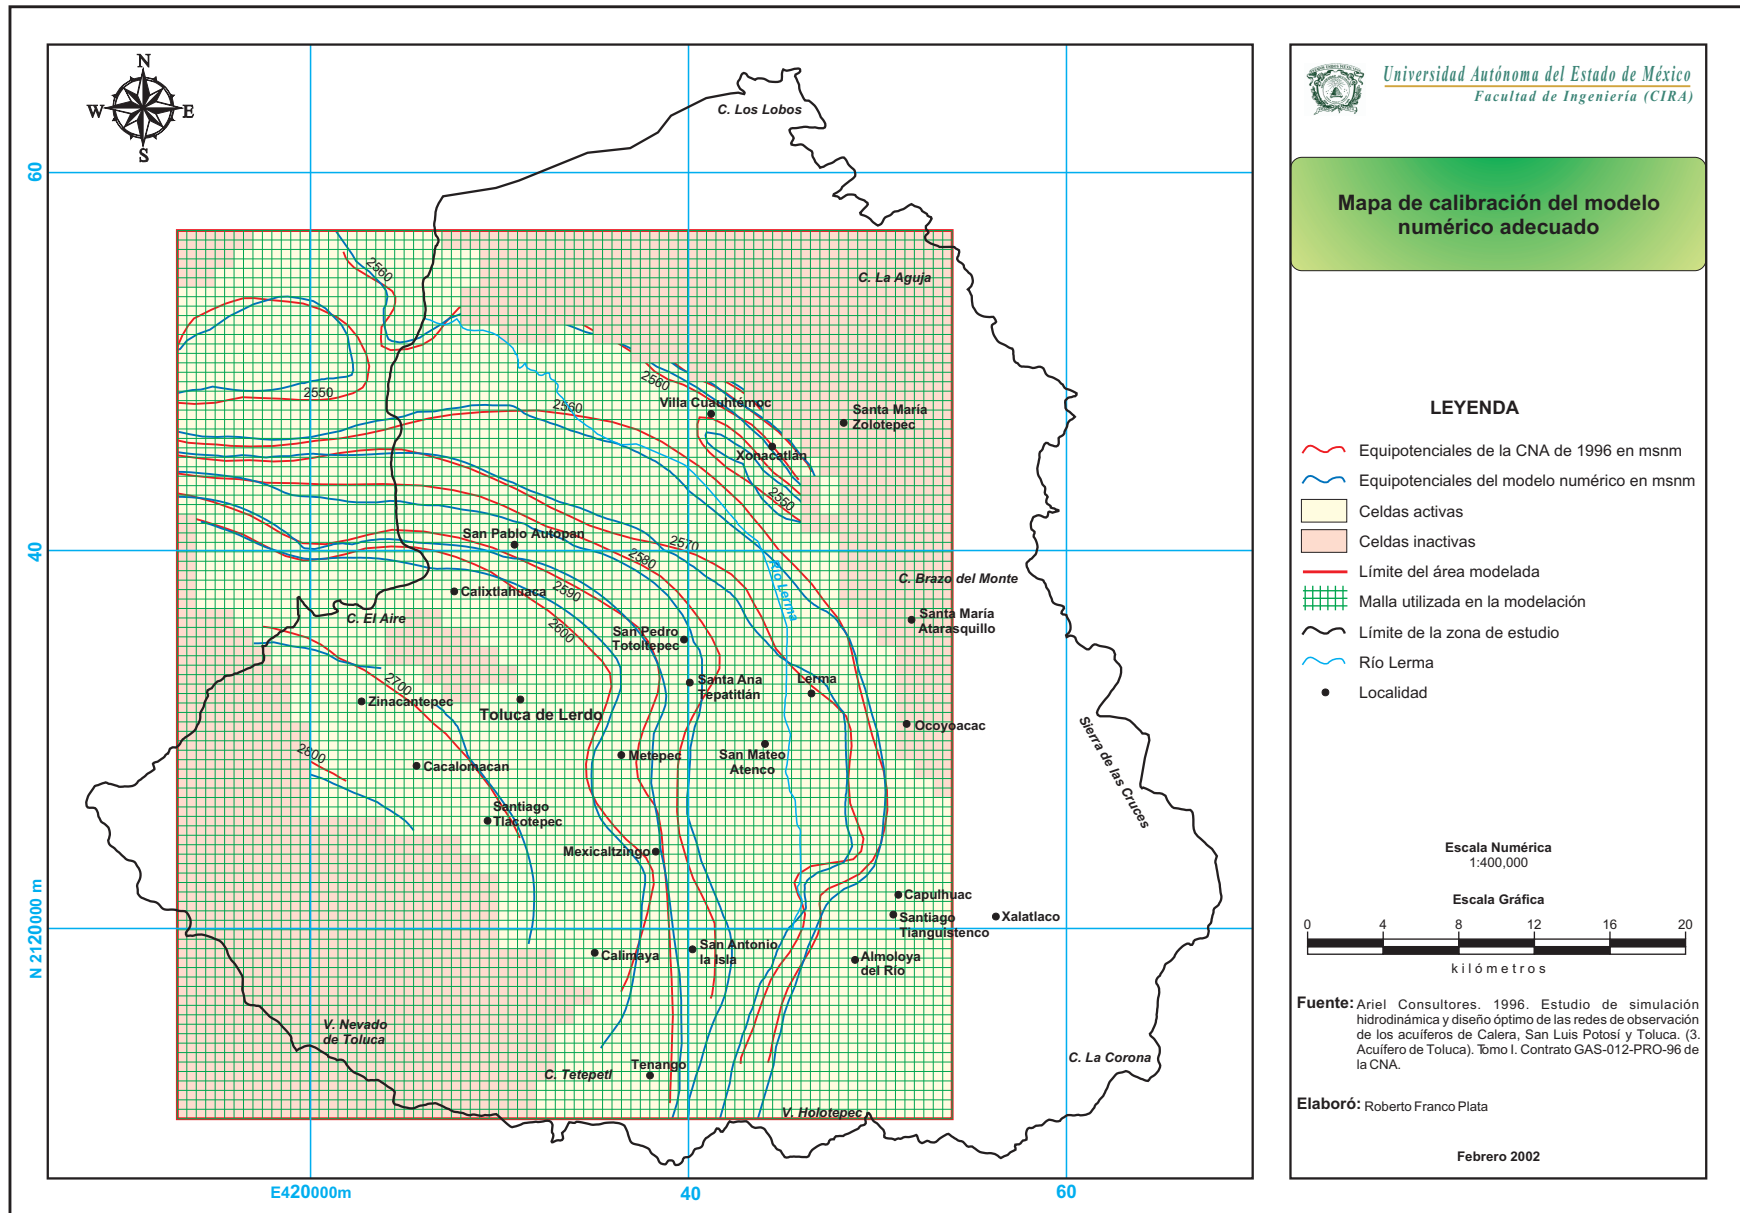 N
W
E
S
C. Los Lobos
60
C. La Aguja
2560
2550
2560
2560
Villa Cuauhtémoc
Santa María
Zolotepec
Xonacatlán
2550
San Pablo Autopan
2570
2580
2590
40
Río Lerma
C. Brazo del Monte
Calixtlahuaca
C. El Aire
2600
San Pedro
Totoltepec
Santa María
Atarasquillo
2700
Zinacantepec
Santa Ana
Tepatitlán
Lerma
Toluca de Lerdo
Ocoyoacac
2800
Cacalomacan
Metepec
San Mateo
Atenco
Sierra de las Cruces
Santiago
Tlacotepec
Mexicaltzingo
Capulhuac
Santiago
Tianguistenco
Xalatlaco
N 2120000 m
Calimaya
San Antonio
la Isla
Almoloya
del Río
V. Nevado
de Toluca
C. Tetepetl
Tenango
C. La Corona
V. Holotepec
E420000m
40
60
Universidad Autónoma del Estado de México
Facultad de Ingeniería (CIRA)
Mapa de calibración del modelo
numérico adecuado
LEYENDA
Equipotenciales de la CNA de 1996 en msnm
Equipotenciales del modelo numérico en msnm
Celdas activas
Celdas inactivas
Límite del área modelada
Malla utilizada en la modelación
Límite de la zona de estudio
Río Lerma
Localidad
Escala Numérica
1:400,000
Escala Gráfica
0 4 8 12 16 20
kilómetros
Fuente: Ariel Consultores. 1996. Estudio de simulación
hidrodinámica y diseño óptimo de las redes de observación
de los acuíferos de Calera, San Luis Potosí y Toluca. (3.
Acuífero de Toluca). Tomo I. Contrato GAS-012-PRO-96 de
la CNA.
Elaboró: Roberto Franco Plata
Febrero 2002